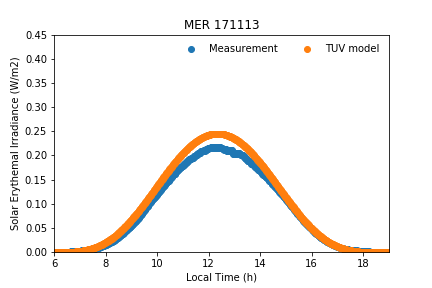 MER 171113
Measurement
TUV model
Solar Erythemal Irradiance (W/m2)
0.45
0.40
0.35
0.30
0.25
0.20
0.15
0.10
0.05
0.00
6 8 10 12 14 16 18
Local Time (h)